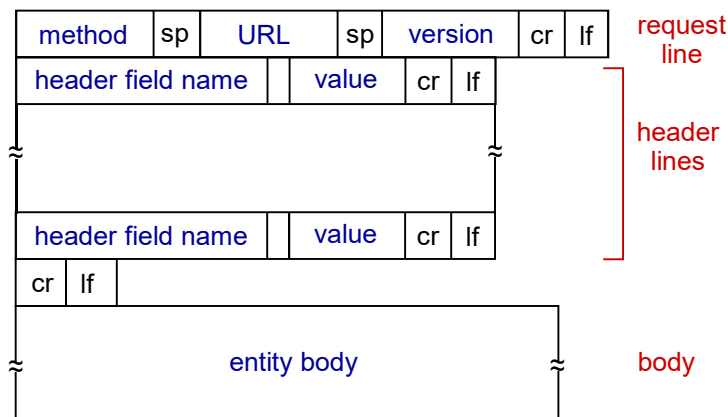 method sp URL sp version cr lf request
line
header field name value cr lf
header
lines
header field name value cr lf
cr lf
entity body body